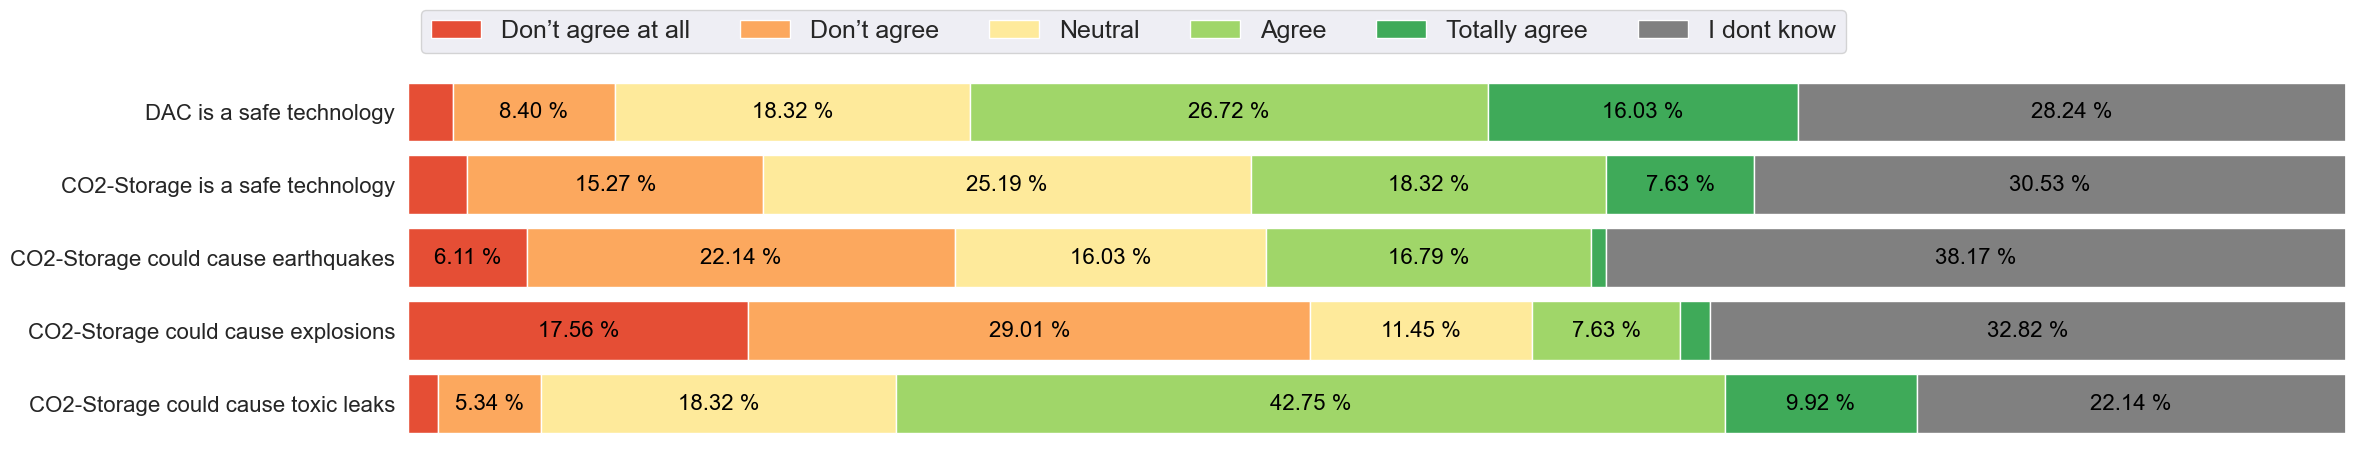 Don’t agree at all Don’t agree Neutral Agree Totally agree I dont know
DAC is a safe technology 8.40 % 18.32 % 26.72 % 16.03 % 28.24 %
CO2-Storage is a safe technology 15.27 % 25.19 % 18.32 % 7.63 % 30.53 %
CO2-Storage could cause earthquakes 6.11 % 22.14 % 16.03 % 16.79 % 38.17 %
CO2-Storage could cause explosions 17.56 % 29.01 % 11.45 % 7.63 % 32.82 %
CO2-Storage could cause toxic leaks 5.34 % 18.32 % 42.75 % 9.92 % 22.14 %